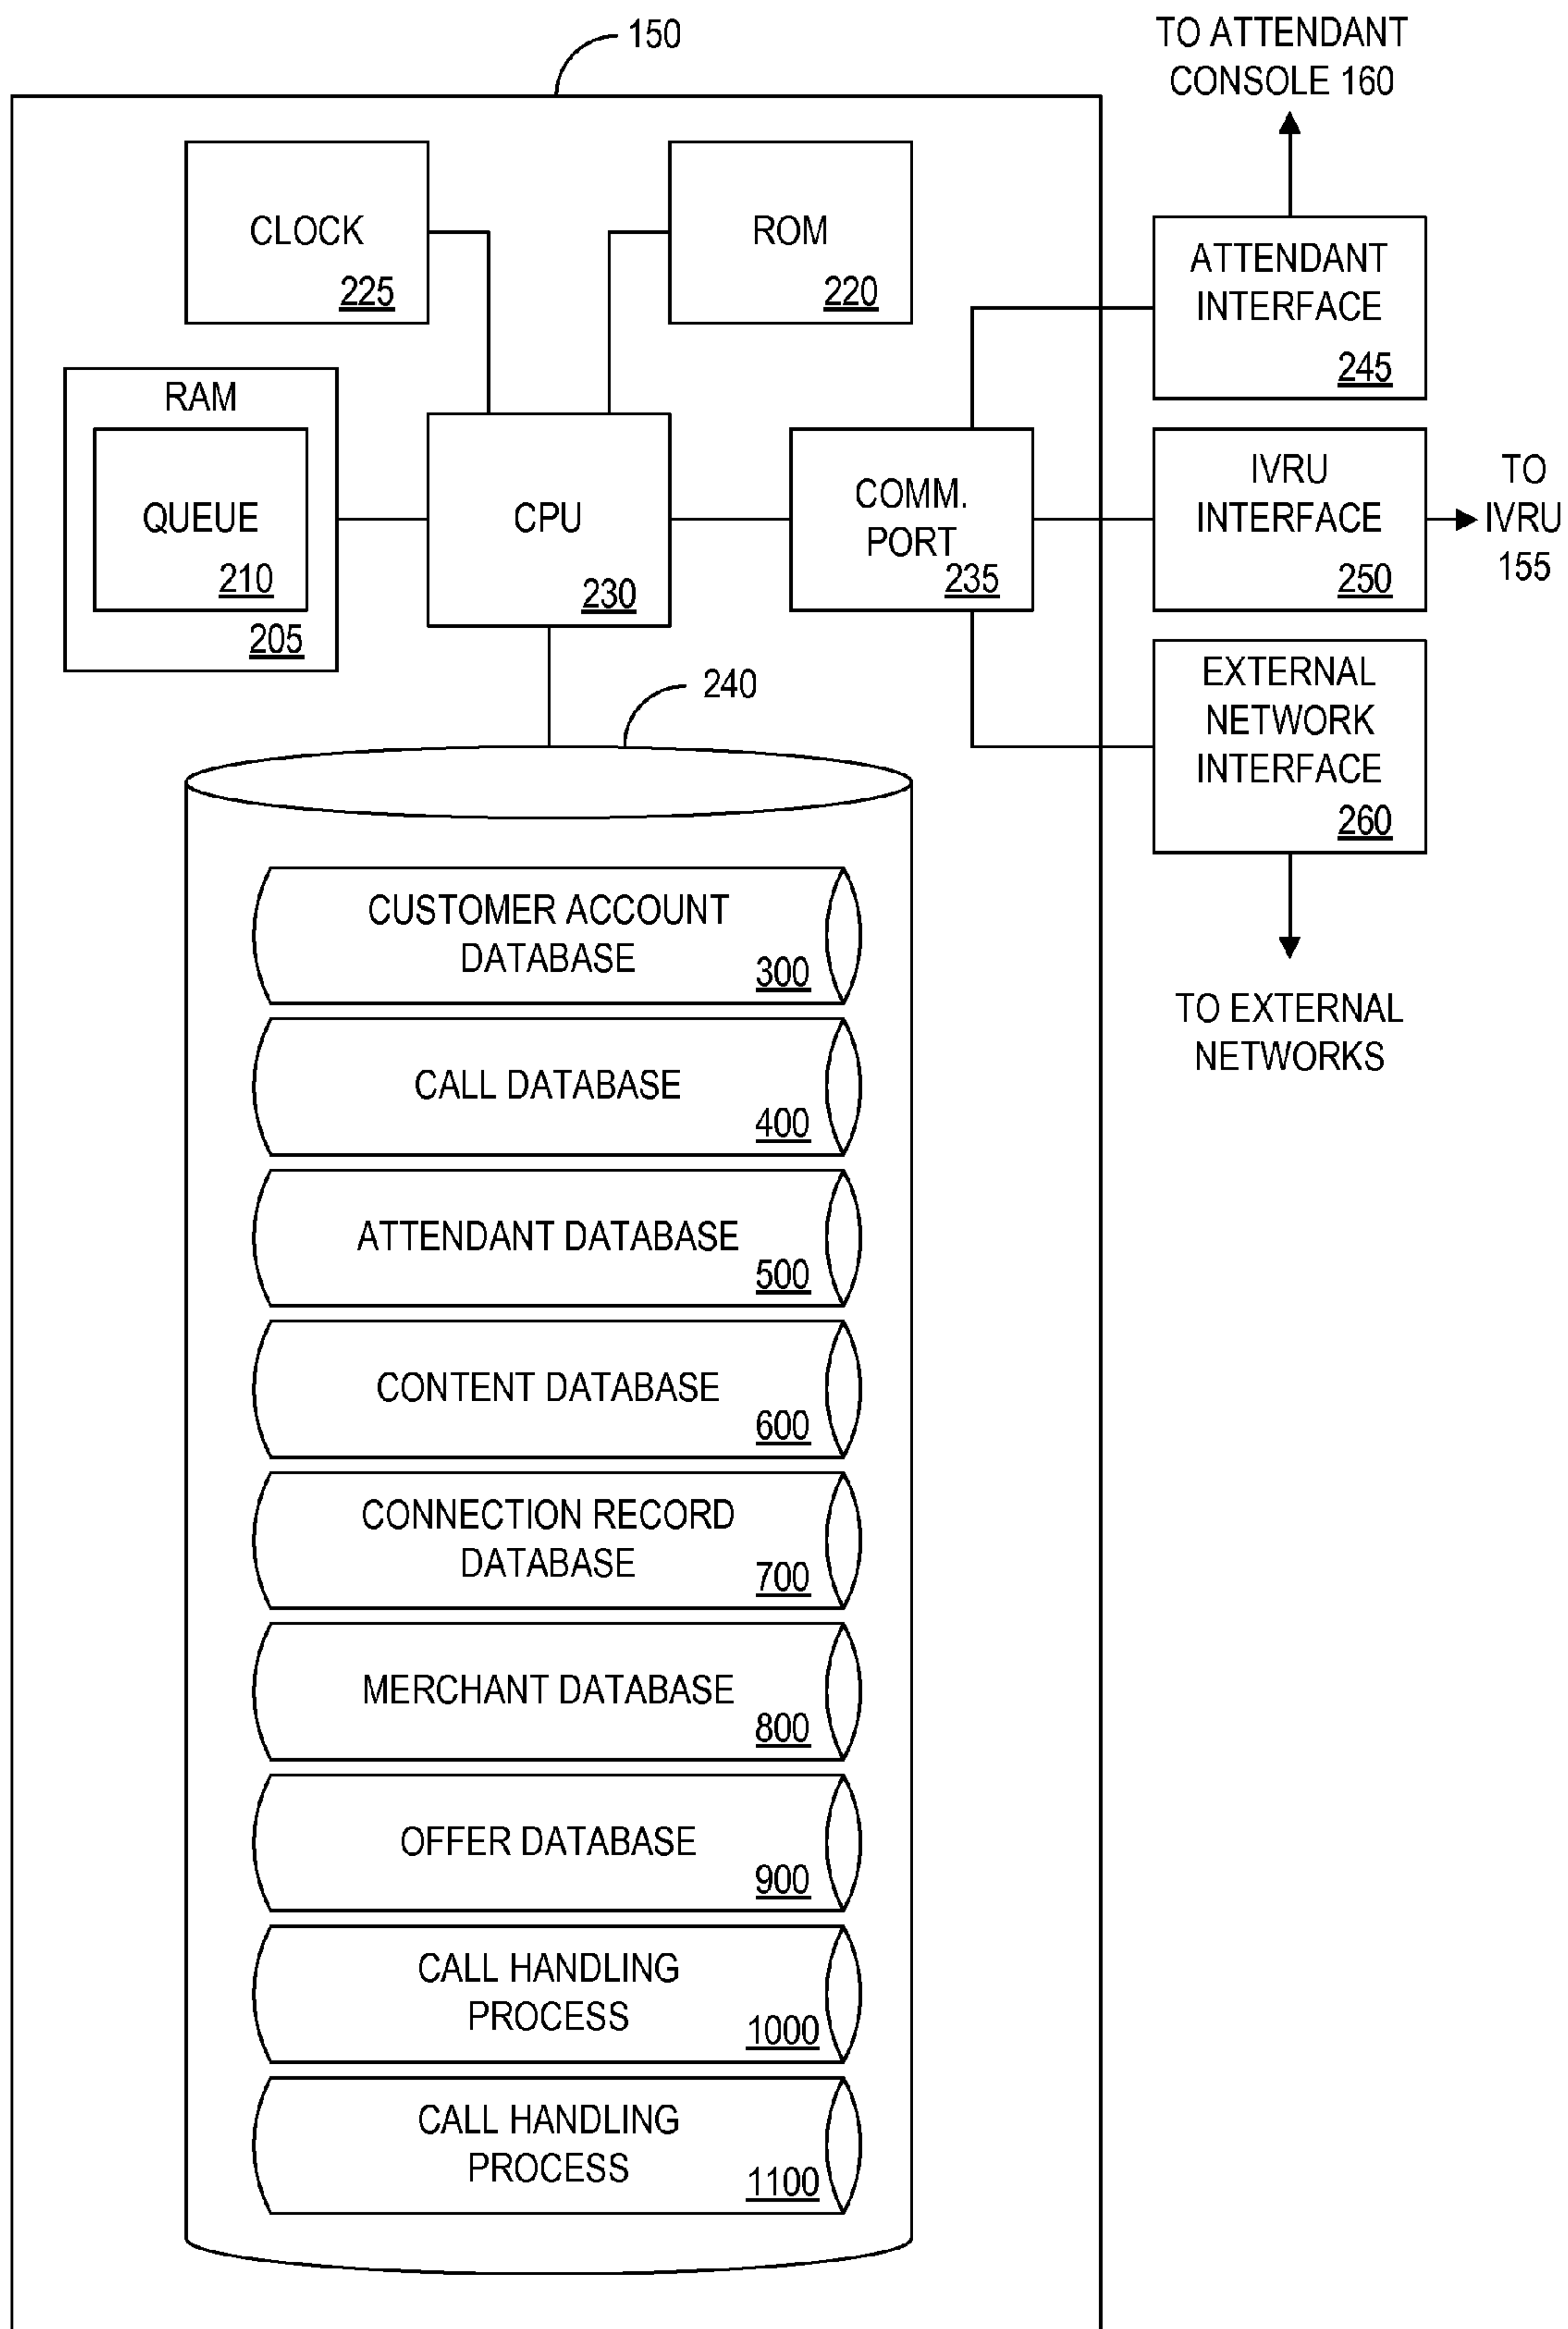 150
TO ATTENDANT
CONSOLE 160
CLOCK
225
ROM
220
ATTENDANT
INTERFACE
245
RAM
QUEUE
210
205
CPU
230
COMM.
PORT
235
IVRU
INTERFACE
250
TO
IVRU
155
EXTERNAL
NETWORK
INTERFACE
260
TO EXTERNAL
NETWORKS
240
CUSTOMER ACCOUNT
DATABASE
300
CALL DATABASE
400
ATTENDANT DATABASE
500
CONTENT DATABASE
600
CONNECTION RECORD
DATABASE
700
MERCHANT DATABASE
800
OFFER DATABASE
900
CALL HANDLING
PROCESS
1000
CALL HANDLING
PROCESS
1100